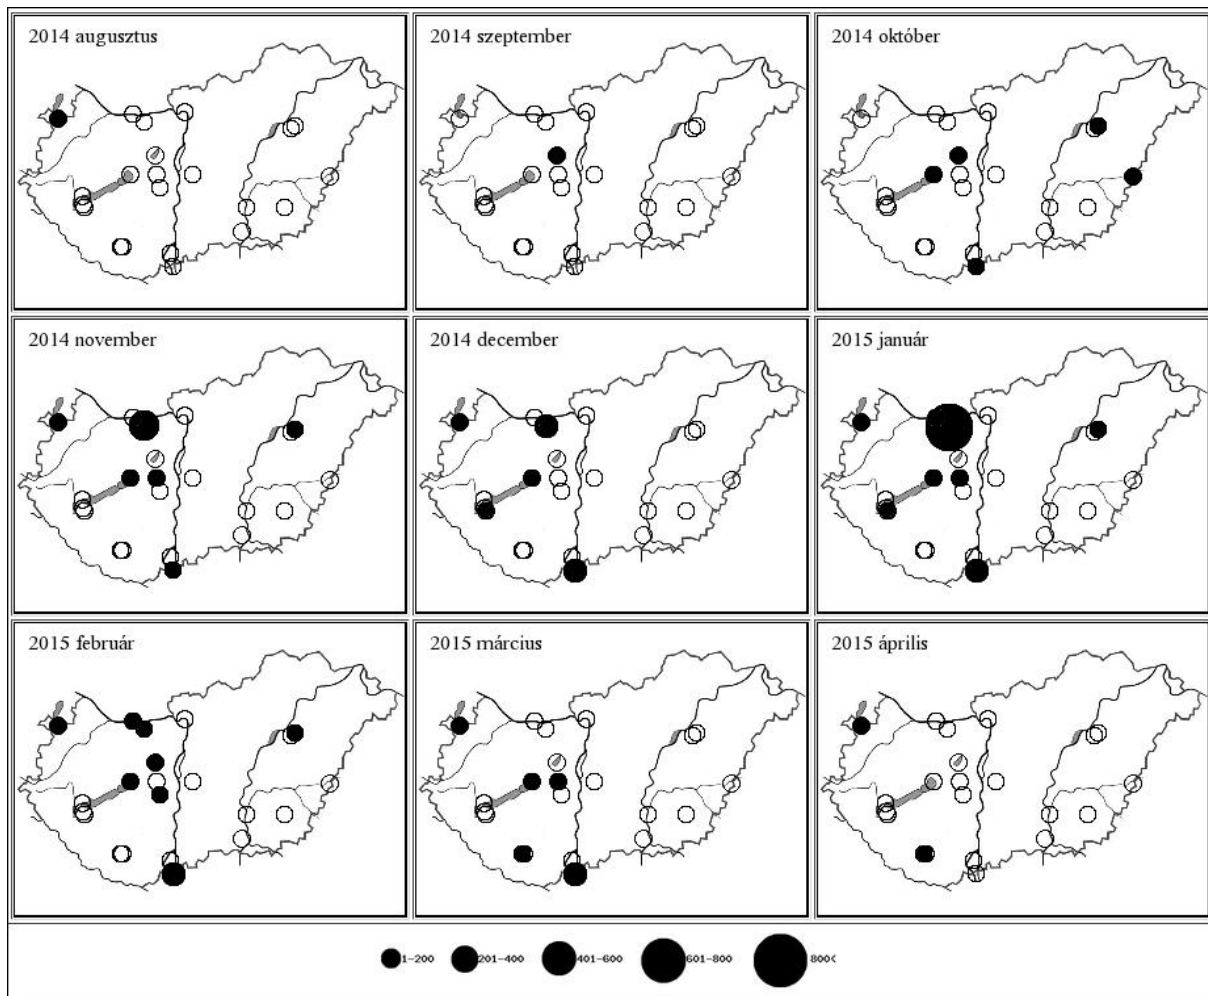 2014 augusztus
2014 szeptember
2014 október
2014 november
2014 december
2015 január
2015 február
2015 március
2015 április
1-200 201-400 401-600 601-800 800<